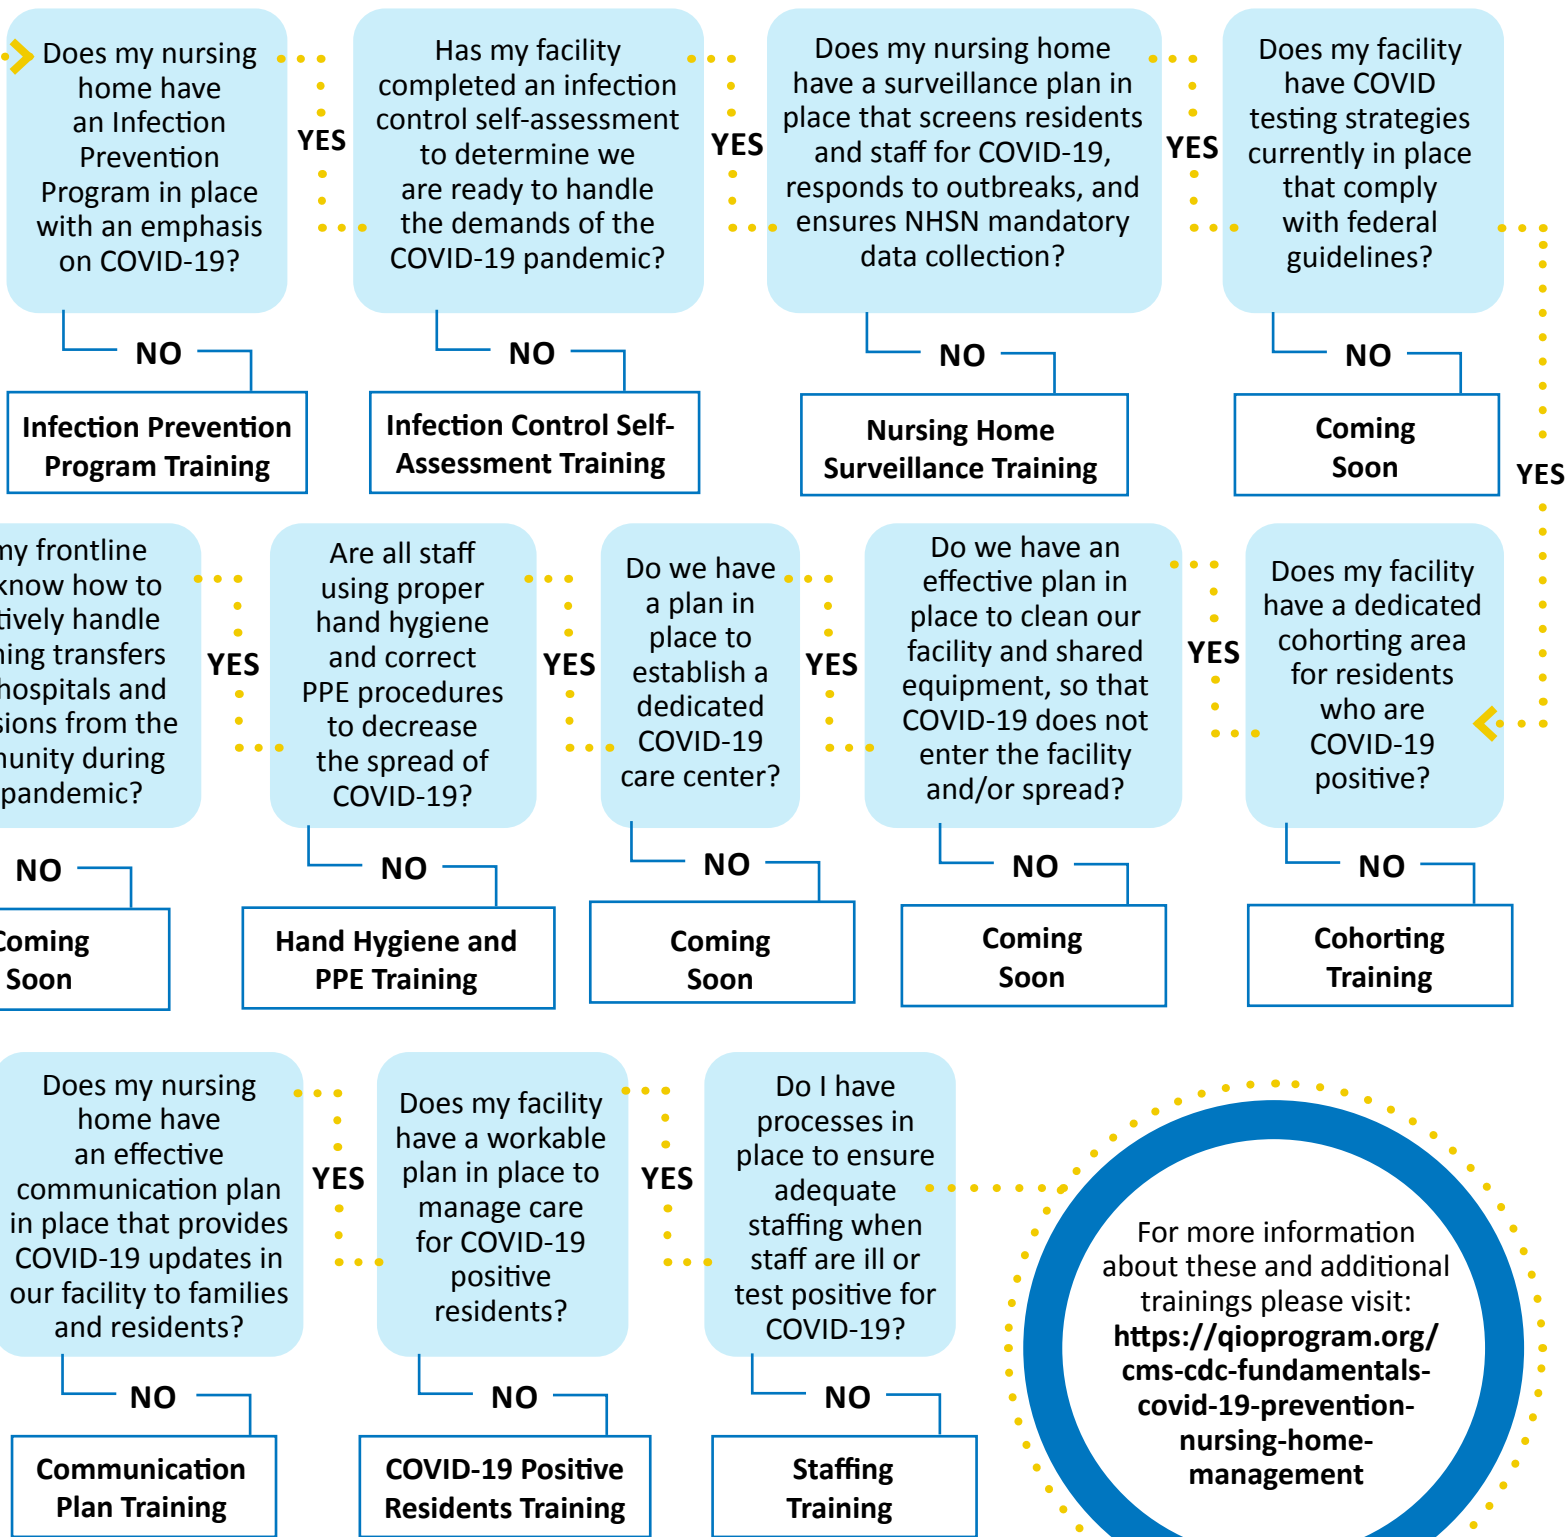 Does my nursing
home have
an Infection
Prevention
Program in place
with an emphasis
on COVID-19?
YES
NO
Infection Prevention
Program Training
Has my facility
completed an infection
control self-assessment
to determine we
are ready to handle
the demands of the
COVID-19 pandemic?
YES
NO
Infection Control Self-
Assessment Training
Does my nursing home
have a surveillance plan in
place that screens residents
and staff for COVID-19,
responds to outbreaks, and
ensures NHSN mandatory
data collection?
YES
NO
Nursing Home
Surveillance Training
Does my facility
have COVID
testing strategies
currently in place
that comply
with federal
guidelines?
YES
NO
Coming
Soon
my frontline
know how to
tively handle
ning transfers
hospitals and
sions from the
nunity during
pandemic?
YES
NO
Coming
Soon
Are all staff
using proper
hand hygiene
and correct
PPE procedures
to decrease
the spread of
COVID-19?
YES
NO
Hand Hygiene and
PPE Training
Do we have
a plan in
place to
establish a
dedicated
COVID-19
care center?
YES
NO
Coming
Soon
Do we have an
effective plan in
place to clean our
facility and shared
equipment, so that
COVID-19 does not
enter the facility
and/or spread?
YES
NO
Coming
Soon
Does my facility
have a dedicated
cohorting area
for residents
who are
COVID-19
positive?
NO
Cohorting
Training
Does my nursing
home have
an effective
communication plan
in place that provides
COVID-19 updates in
our facility to families
and residents?
YES
NO
Communication
Plan Training
Does my facility
have a workable
plan in place to
manage care
for COVID-19
positive
residents?
YES
NO
COVID-19 Positive
Residents Training
Do I have
processes in
place to ensure
adequate
staffing when
staff are ill or
test positive for
COVID-19?
NO
Staffing
Training
For more information
about these and additional
trainings please visit:
https://qioprogram.org/
cms-cdc-fundamentals-
covid-19-prevention-
nursing-home-
management